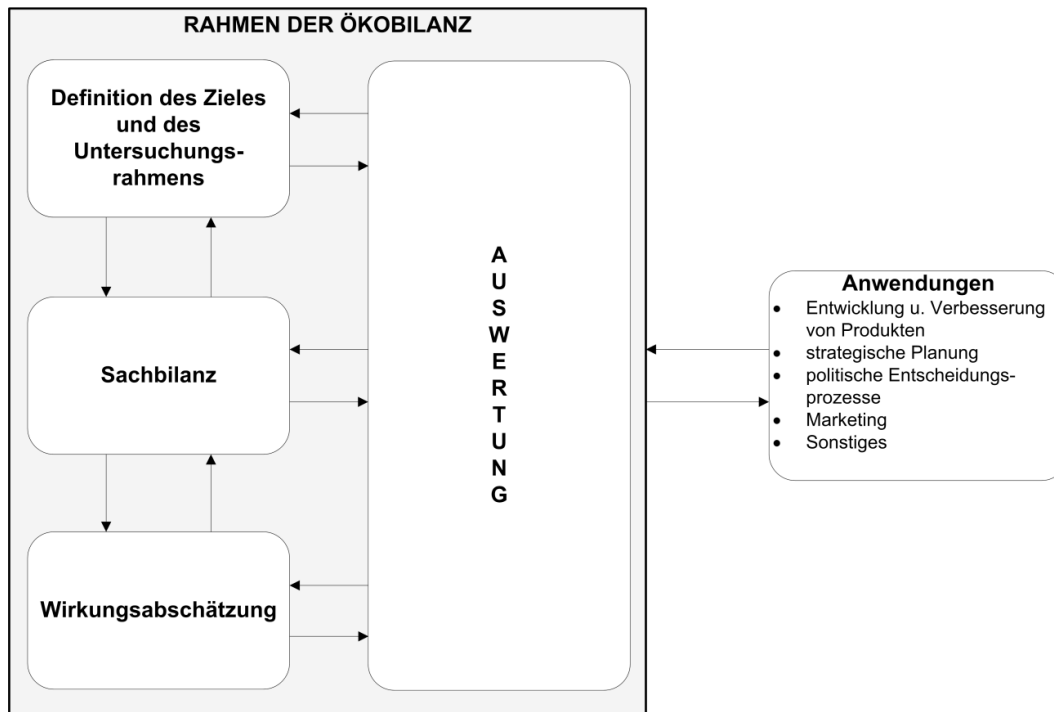 RAHMEN DER ÖKOBILANZ
Definition des Zieles
und des
Untersuchungs-
rahmens
Sachbilanz
Wirkungsabschätzung
A
U
S
W
E
R
T
U
N
G
Anwendungen
• Entwicklung u. Verbesserung
von Produkten
• strategische Planung
• politische Entscheidungs-
prozesse
• Marketing
• Sonstiges